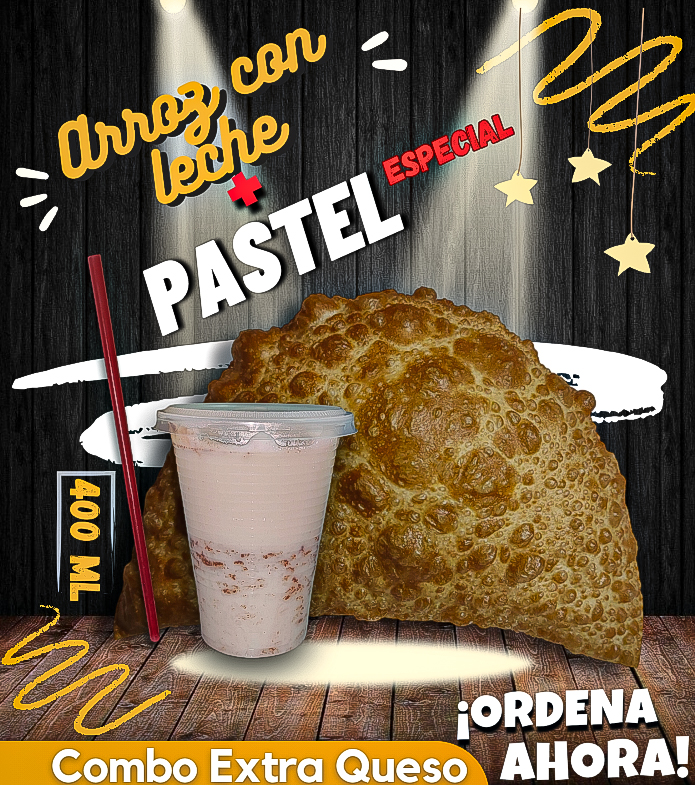 Arroz con
leche
+
PASTEL
ESPECIAL
400 ML
¡ORDENA
AHORA!
Combo Extra Queso